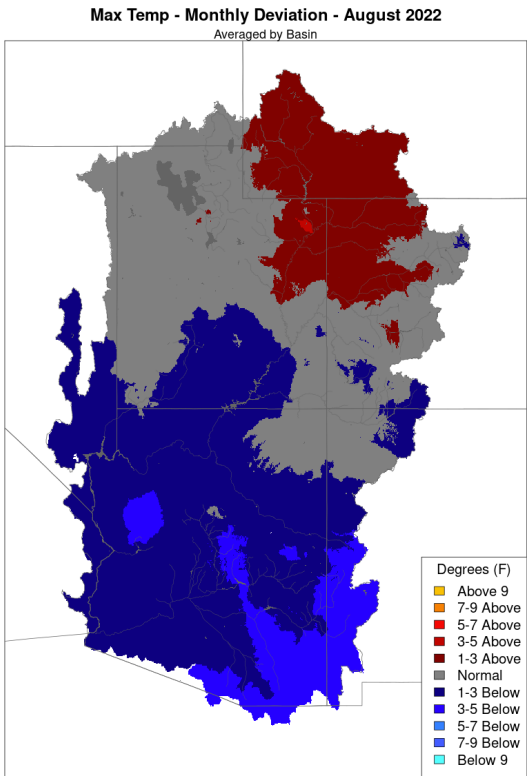 Max Temp - Monthly Deviation - August 2022
Averaged by Basin
Degrees (F)
Above 9
7-9 Above
5-7 Above
3-5 Above
1-3 Above
Normal
1-3 Below
3-5 Below
5-7 Below
7-9 Below
Below 9